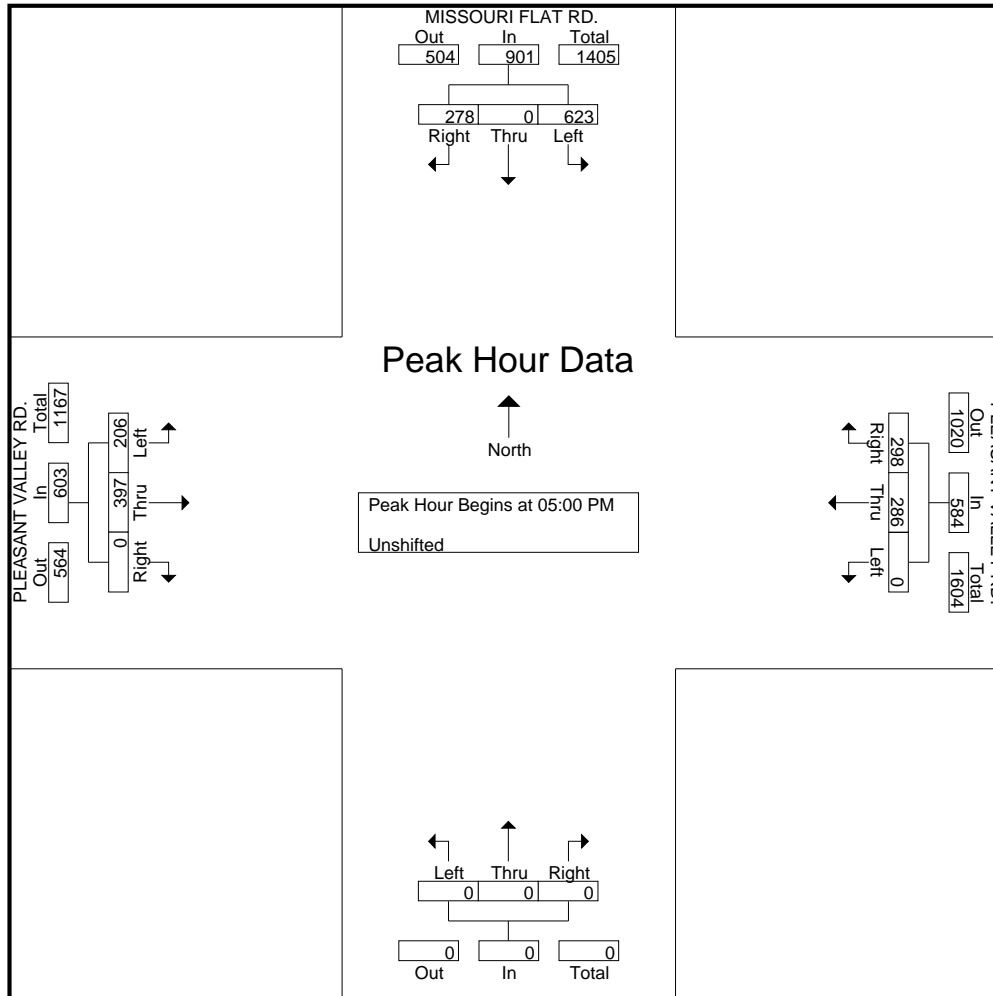 MISSOURI FLAT RD.
Out In Total
504 901 1405
278 0 623
Right Thru Left
Peak Hour Data
North
Peak Hour Begins at 05:00 PM
Unshifted
PLEASANT VALLEY RD.
Out In Total
564 603 1167
0 397 206
Right Thru Left
Out In Total
1020 584 1604
298 286 0
Right Thru Left
Left Thru Right
0 0 0
0 0 0
Out In Total